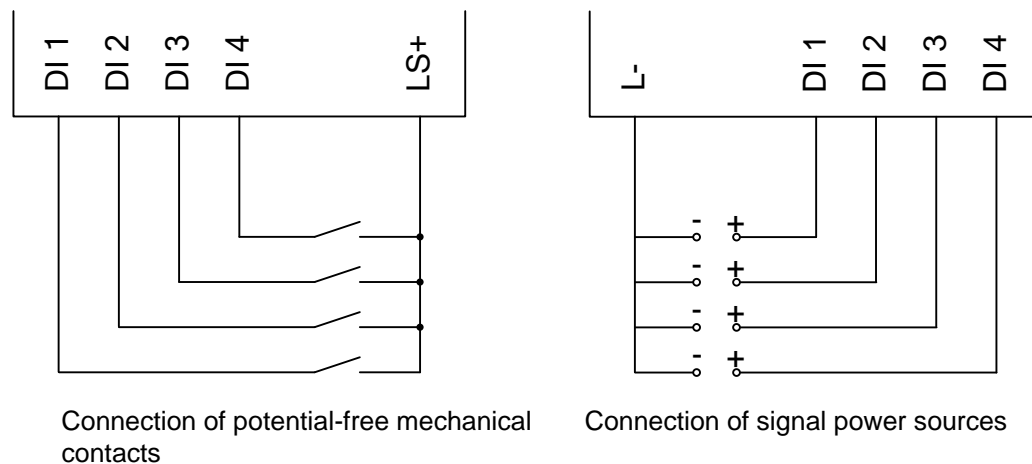 DI 1
DI 2
DI 3
DI 4
LS+
- +
- +
- +
- +
L-
DI 1
DI 2
DI 3
DI 4
Connection of potential-free mechanical
contacts
Connection of signal power sources